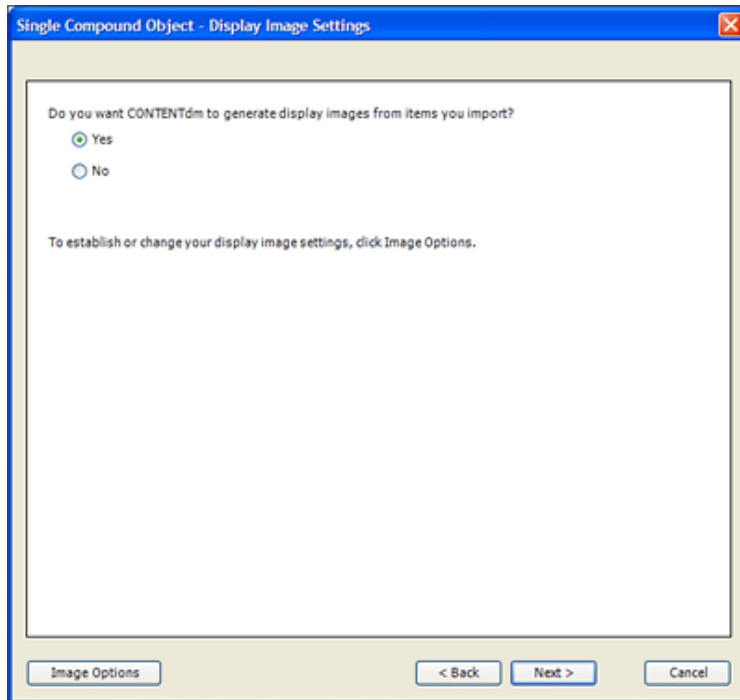 Single Compound Object - Display Image Settings
Do you want CONTENTdm to generate display images from items you import?
Yes
No
To establish or change your display image settings, click Image Options.
Image Options
< Back
Next >
Cancel